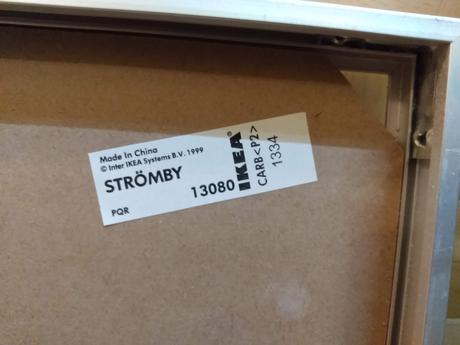 Made in China
© Inter IKEA Systems B.V. 1999
STRÖMBY
13080
PQR
IKEA
CARB<P2>
1334